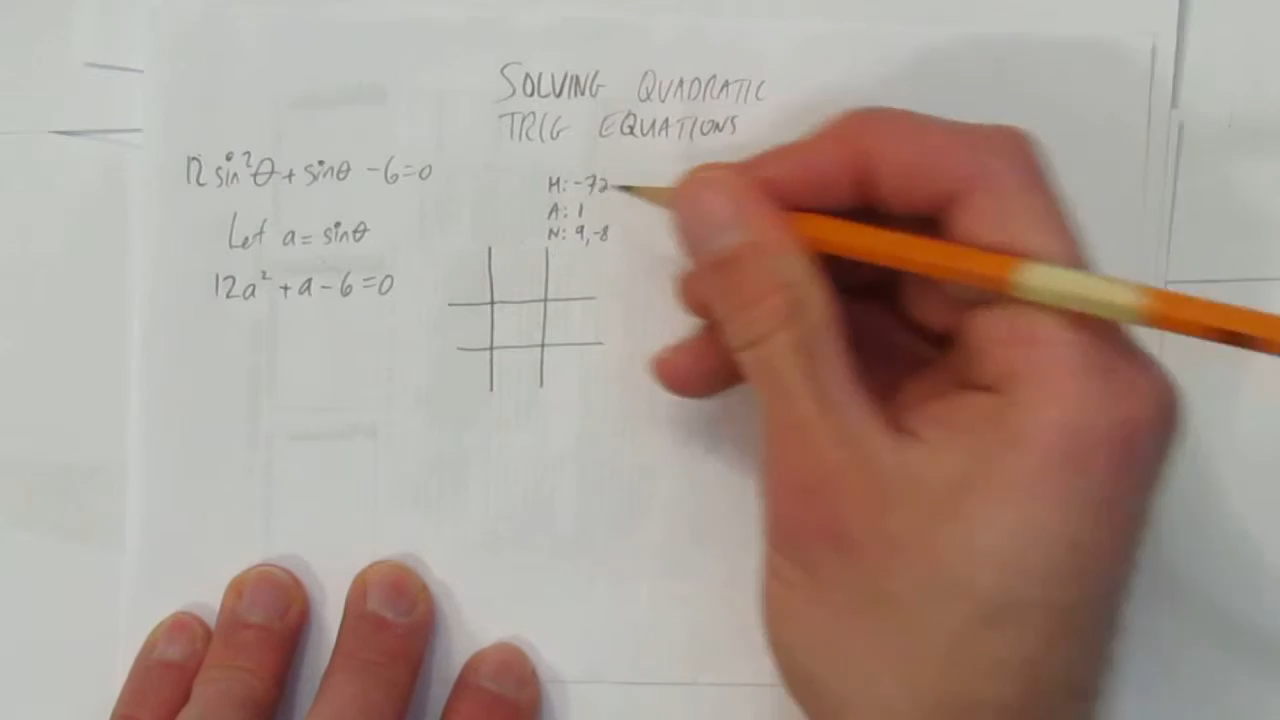 SOLVING QUADRATIC
TRIG EQUATIONS
12 sin²θ + sinθ - 6 = 0
Let a = sinθ
12a² + a - 6 = 0
M: -72
A: 1
N: 9, -8